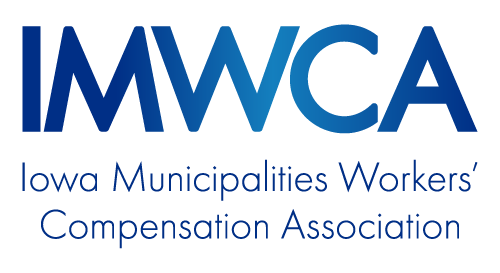 IMWCA
Iowa Municipalities Workers’
Compensation Association